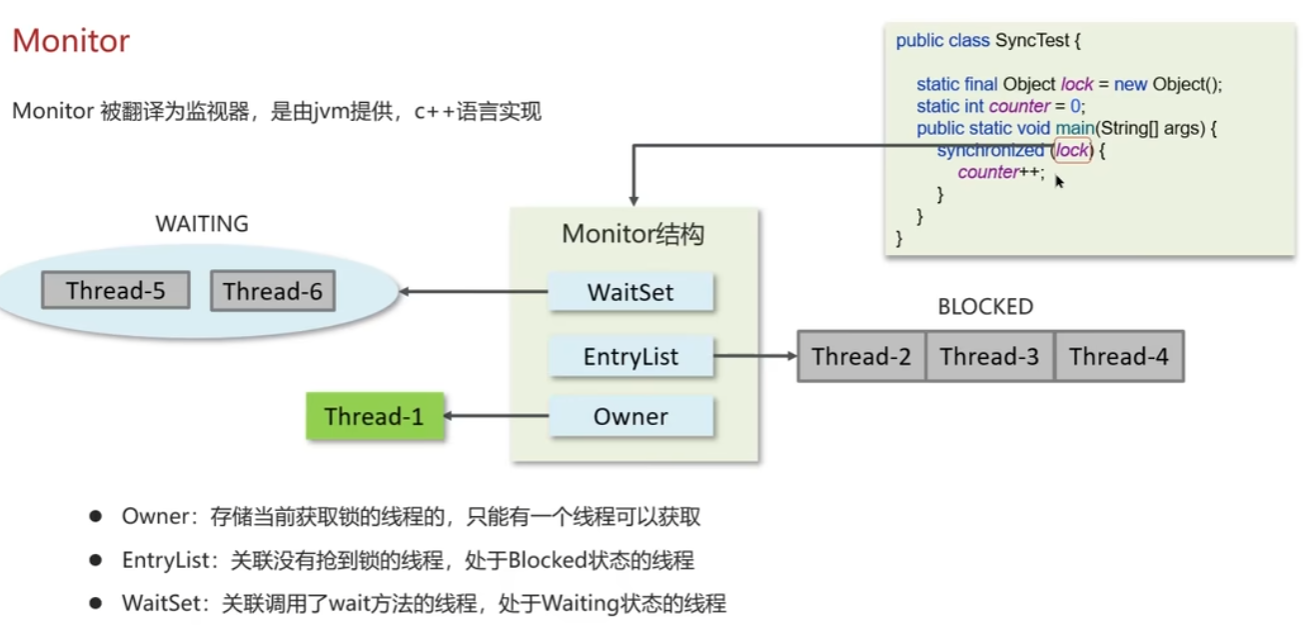 Monitor
Monitor 被翻译为监视器，是由jvm提供，c++语言实现
public class SyncTest {
static final Object lock = new Object();
static int counter = 0;
public static void main(String[] args) {
synchronized (lock) {
counter++;
}
}
}
WAITING
Thread-5
Thread-6
Monitor结构
WaitSet
EntryList
Owner
BLOCKED
Thread-2
Thread-3
Thread-4
Thread-1
● Owner：存储当前获取锁的线程的，只能有一个线程可以获取
● EntryList：关联没有抢到锁的线程，处于Blocked状态的线程
● WaitSet：关联调用了wait方法的线程，处于Waiting状态的线程